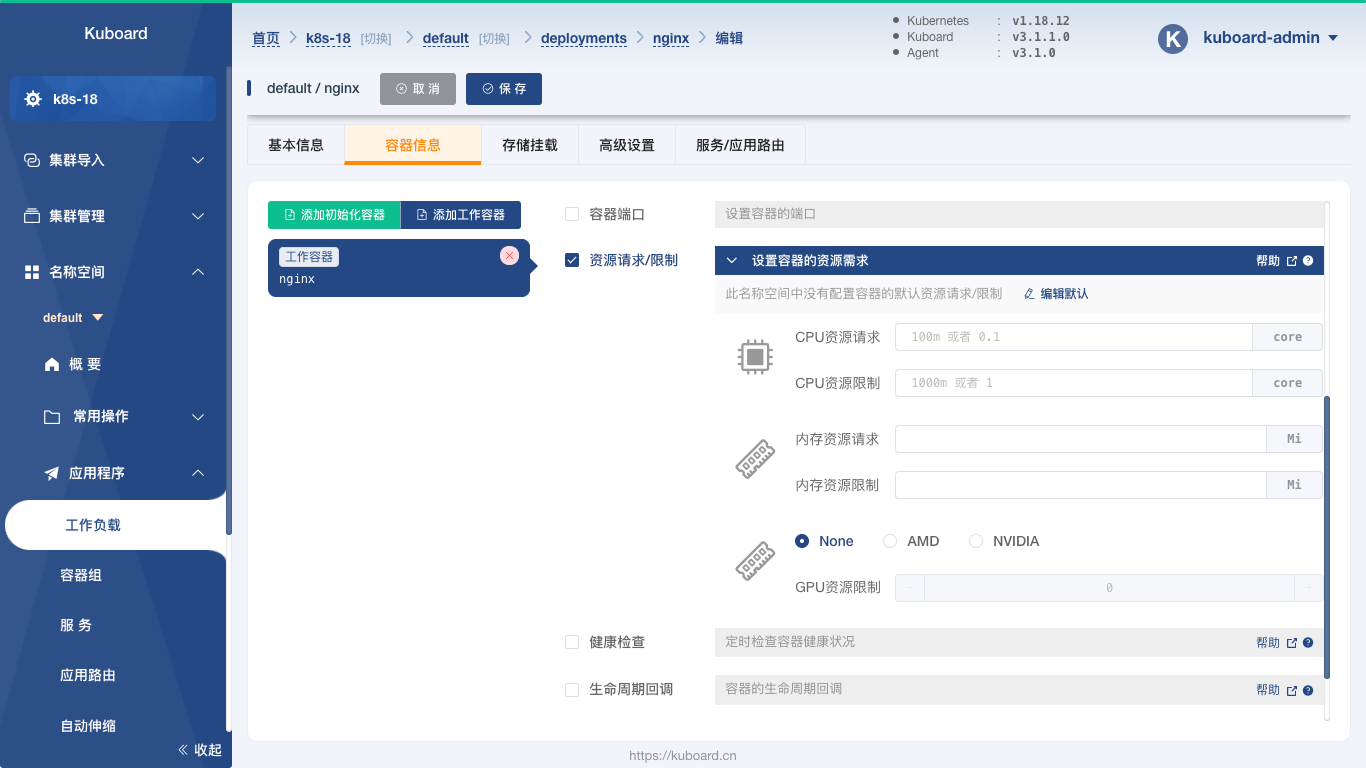 Kuboard
k8s-18
集群导入
集群管理
名称空间
default
概 要
常用操作
应用程序
工作负载
容器组
服 务
应用路由
自动伸缩
收起
首页 k8s-18 [切换] default [切换] deployments nginx 编辑
Kubernetes : v1.18.12
Kuboard : v3.1.1.0
Agent : v3.1.0
K kuboard-admin
default / nginx 取 消 保 存
基本信息 容器信息 存储挂载 高级设置 服务/应用路由
添加初始化容器 添加工作容器
工作容器
nginx
容器端口 设置容器的端口
资源请求/限制 设置容器的资源需求 帮助
此名称空间中没有配置容器的默认资源请求/限制 编辑默认
CPU资源请求 100m 或者 0.1 core
CPU资源限制 1000m 或者 1 core
内存资源请求 Mi
内存资源限制 Mi
None AMD NVIDIA
GPU资源限制 - 0 +
健康检查 定时检查容器健康状况 帮助
生命周期回调 容器的生命周期回调 帮助
https://kuboard.cn